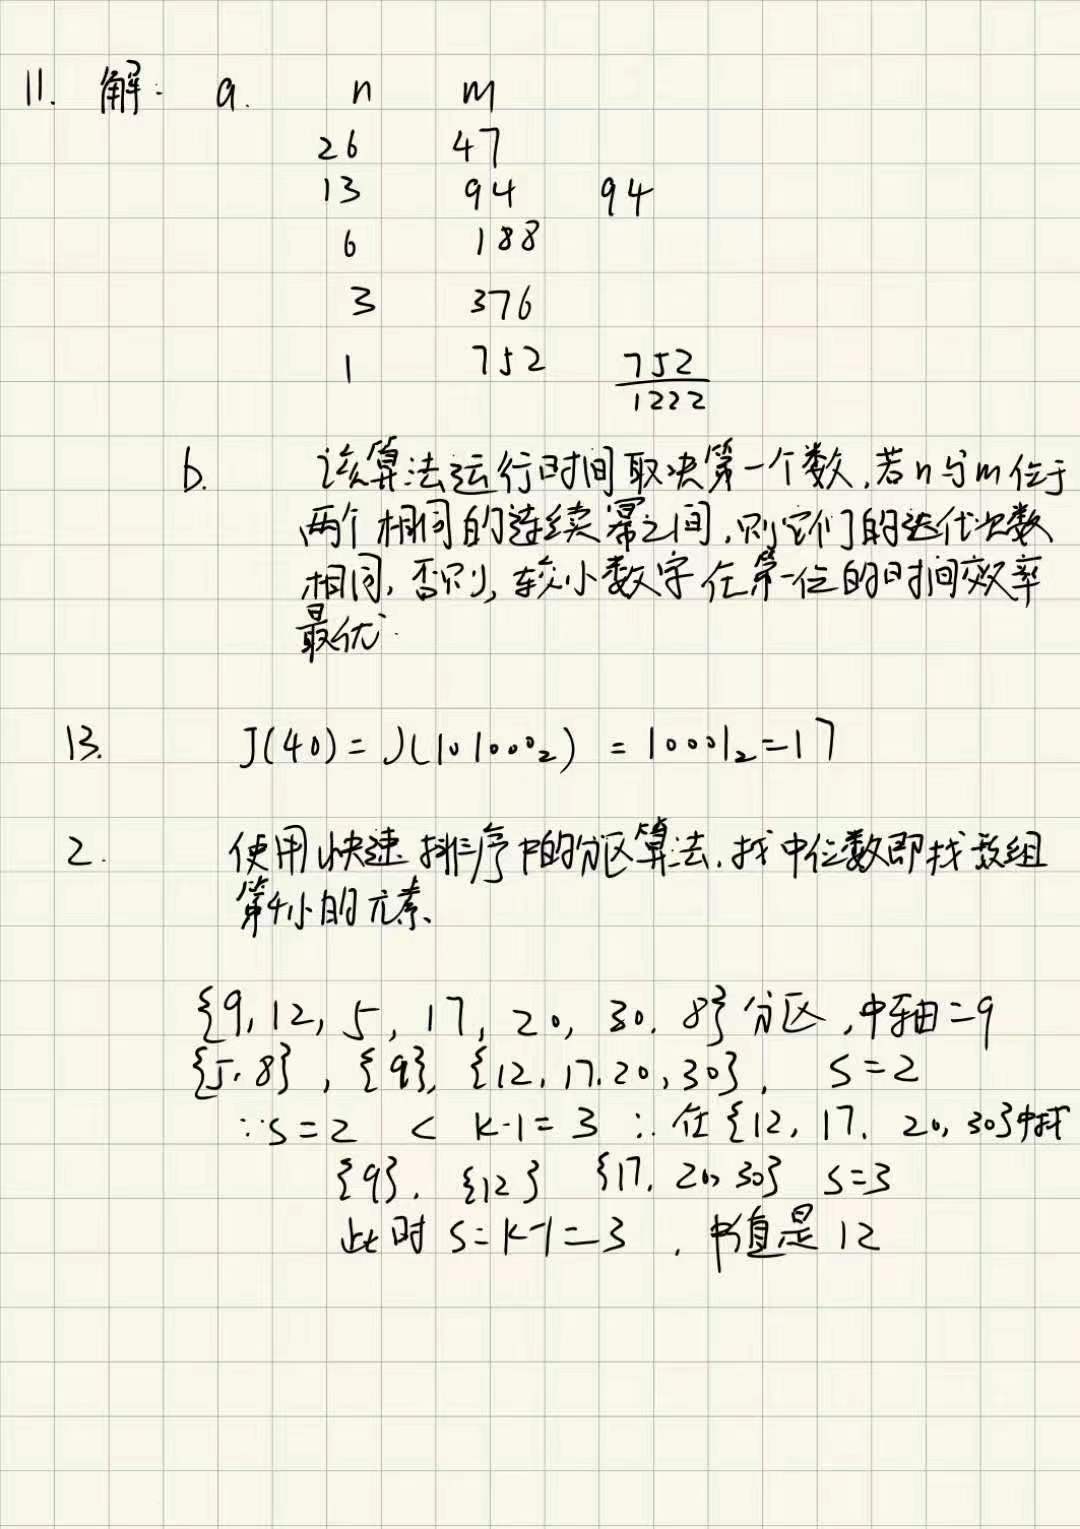 11. 解: a. n m
26 47
13 94 94
6 188
3 376
1 752 752
1222
b. 该算法运行时间取决第一个数,若n与m位于
两个相同的连续幂之间,则它们的迭代次数
相同,否则,较小数字在第一位的时间效率
最优.
13. J(40)=J(101000₂) = 10001₂=17
2. 使用快速排序中的分区算法,找中位数即找数组
第4小的元素、
{9,12,5,17,20,30.8}分区,中轴=9
{5.8},{9},{12,17.20,30}, S=2
∵S=2 < k-1=3 ∴在{12,17.20,30}中找
{9}.{12} {17.20,30} S=3
此时 S=k-1=3 ,中值是12